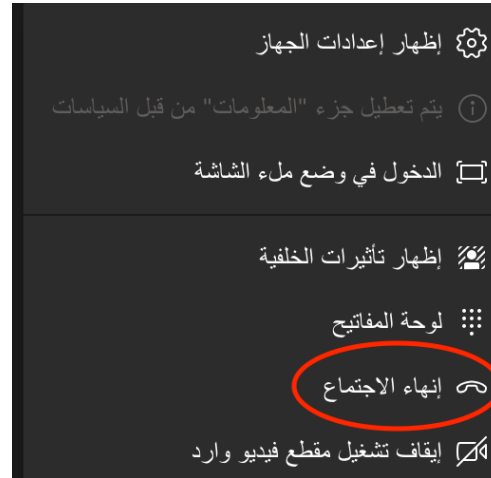 إظهار إعدادات الجهاز
يتم تعطيل جزء "المعلومات" من قبل السياسات
الدخول في وضع ملء الشاشة
إظهار تأثيرات الخلفية
لوحة المفاتيح
إنهاء الاجتماع
إيقاف تشغيل مقطع فيديو وارد